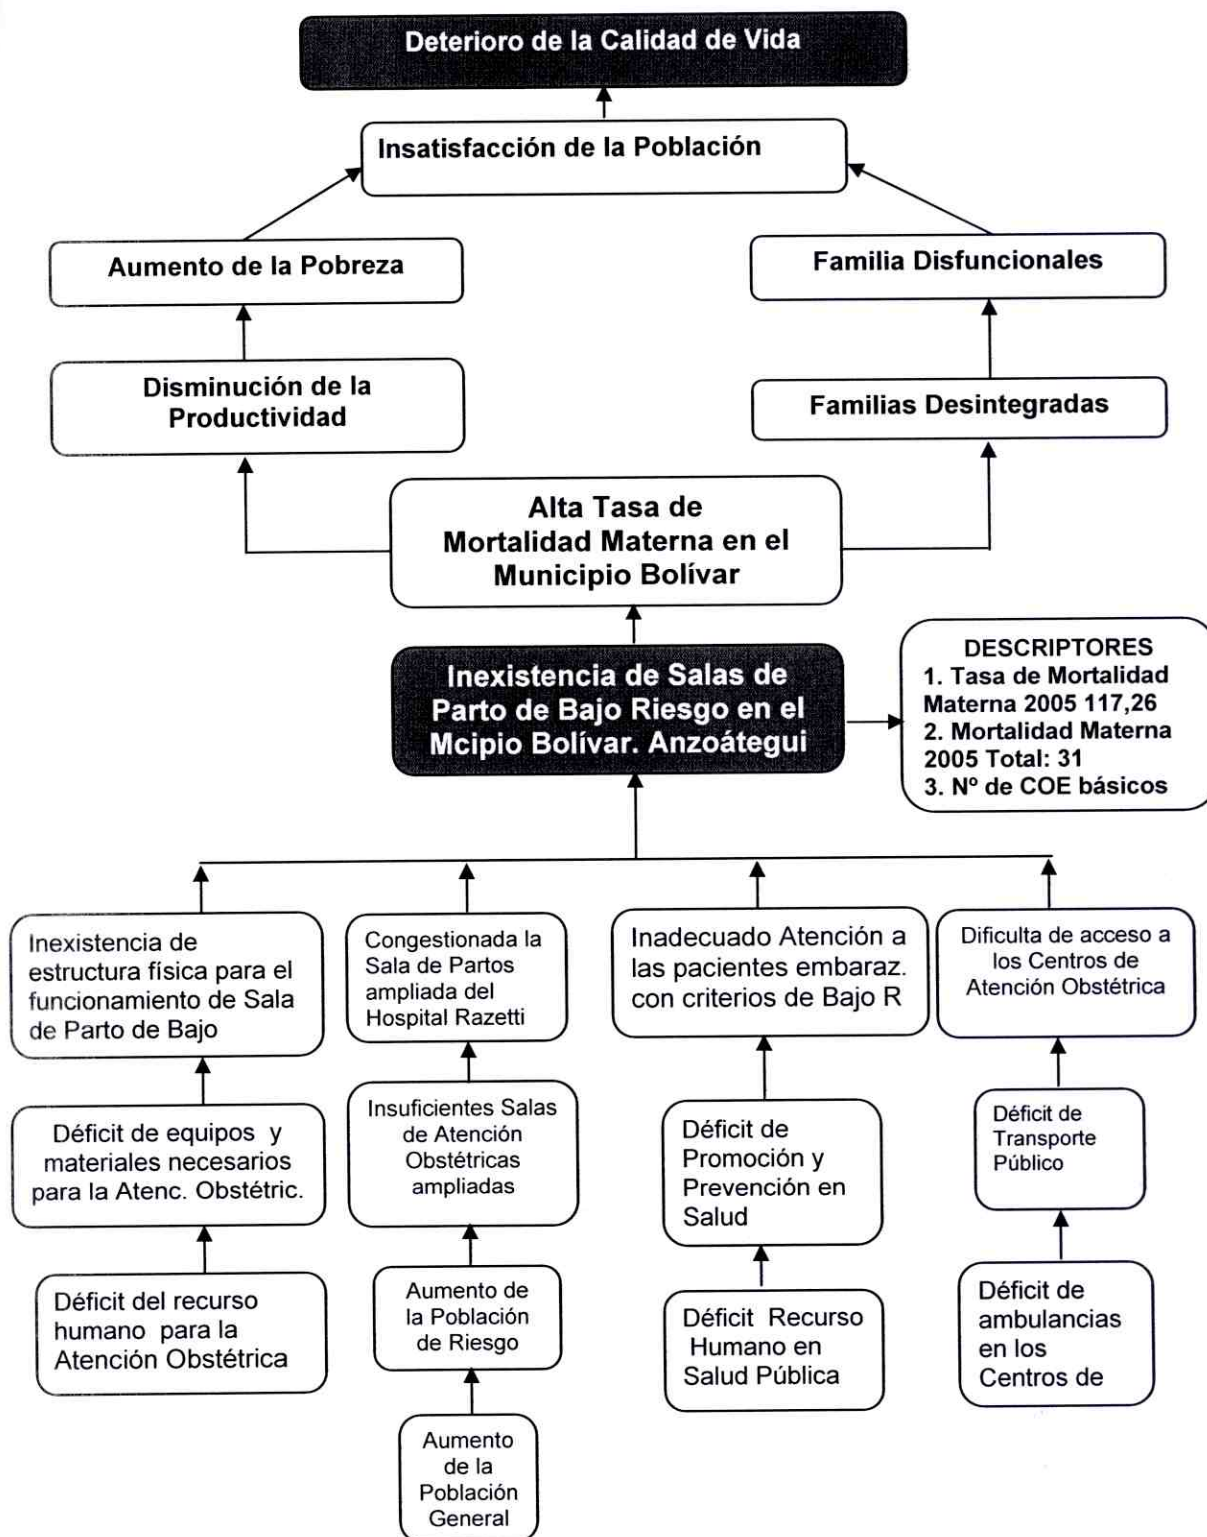 Deterioro de la Calidad de Vida
Insatisfacción de la Población
Aumento de la Pobreza
Familia Disfuncionales
Disminución de la
Productividad
Familias Desintegradas
Alta Tasa de
Mortalidad Materna en el
Municipio Bolívar
Inexistencia de Salas de
Parto de Bajo Riesgo en el
Mcipio Bolívar. Anzoátegui
DESCRIPTORES
1. Tasa de Mortalidad
Materna 2005 117,26
2. Mortalidad Materna
2005 Total: 31
3. Nº de COE básicos
Inexistencia de
estructura física para el
funcionamiento de Sala
de Parto de Bajo
Congestionada la
Sala de Partos
ampliada del
Hospital Razetti
Inadecuado Atención a
las pacientes embaraz.
con criterios de Bajo R
Dificulta de acceso a
los Centros de
Atención Obstétrica
Déficit de equipos y
materiales necesarios
para la Atenc. Obstétric.
Insuficientes Salas
de Atención
Obstétricas
ampliadas
Déficit de
Promoción y
Prevención en
Salud
Déficit de
Transporte
Público
Déficit del recurso
humano para la
Atención Obstétrica
Aumento de
la Población
de Riesgo
Déficit Recurso
Humano en
Salud Pública
Déficit de
ambulancias
en los
Centros de
Aumento
de la
Población
General